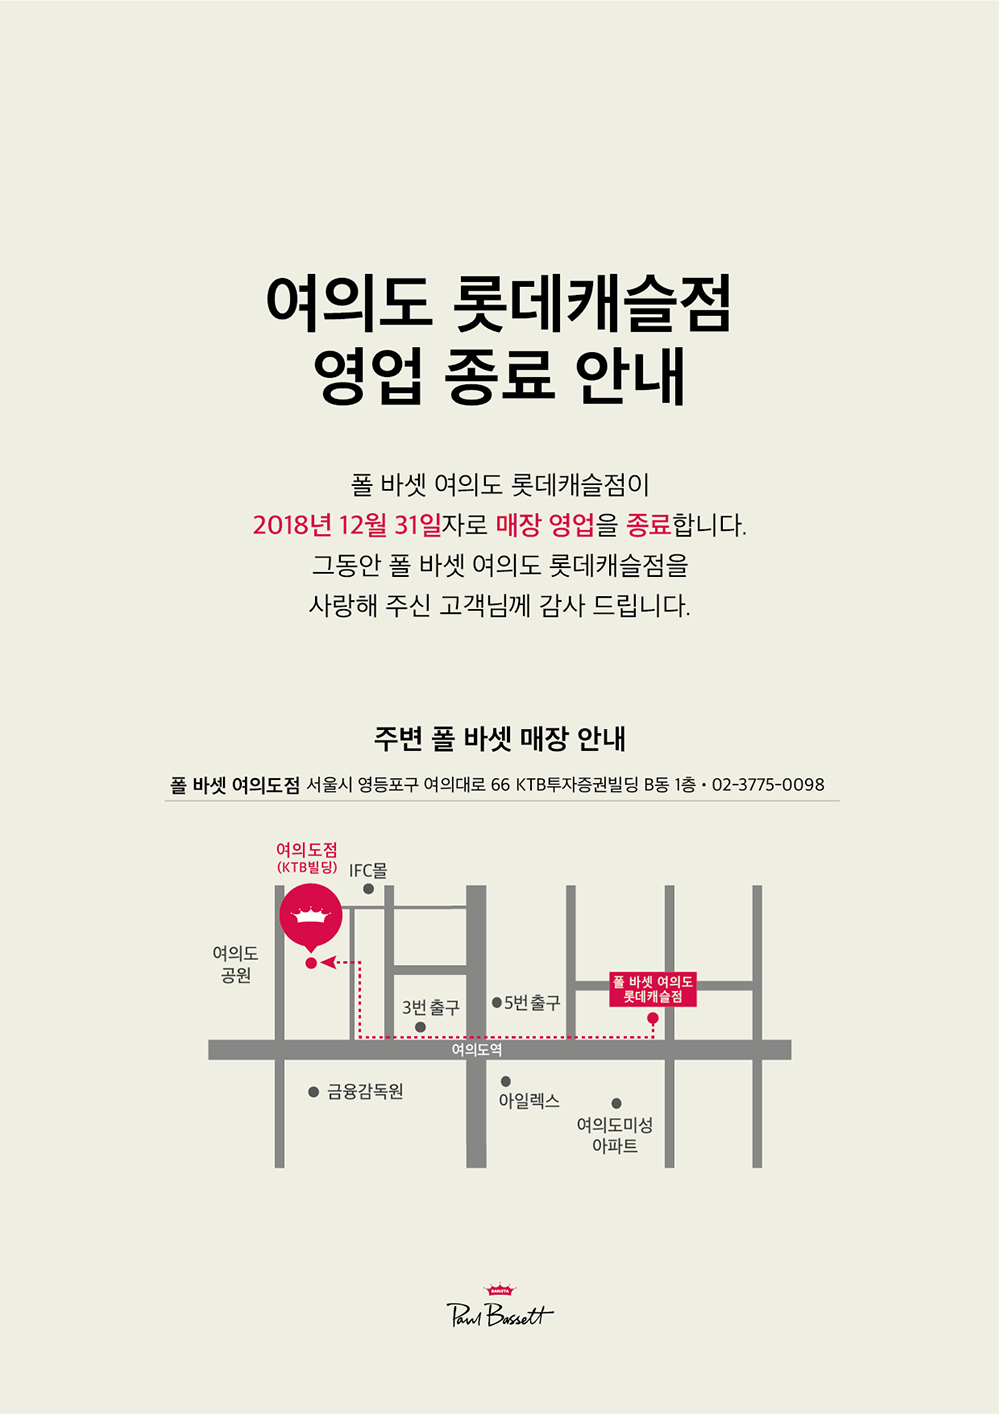 여의도 롯데캐슬점
영업 종료 안내
폴 바셋 여의도 롯데캐슬점이
2018년 12월 31일자로 매장 영업을 종료합니다.
그동안 폴 바셋 여의도 롯데캐슬점을
사랑해 주신 고객님께 감사 드립니다.
주변 폴 바셋 매장 안내
폴 바셋 여의도점 서울시 영등포구 여의대로 66 KTB투자증권빌딩 B동 1층 • 02-3775-0098
여의도점
(KTB빌딩)
IFC몰
여의도
공원
폴 바셋 여의도
롯데캐슬점
3번 출구
5번 출구
여의도역
금융감독원
아일렉스
여의도미성
아파트
BARISTA
Paul Bassett